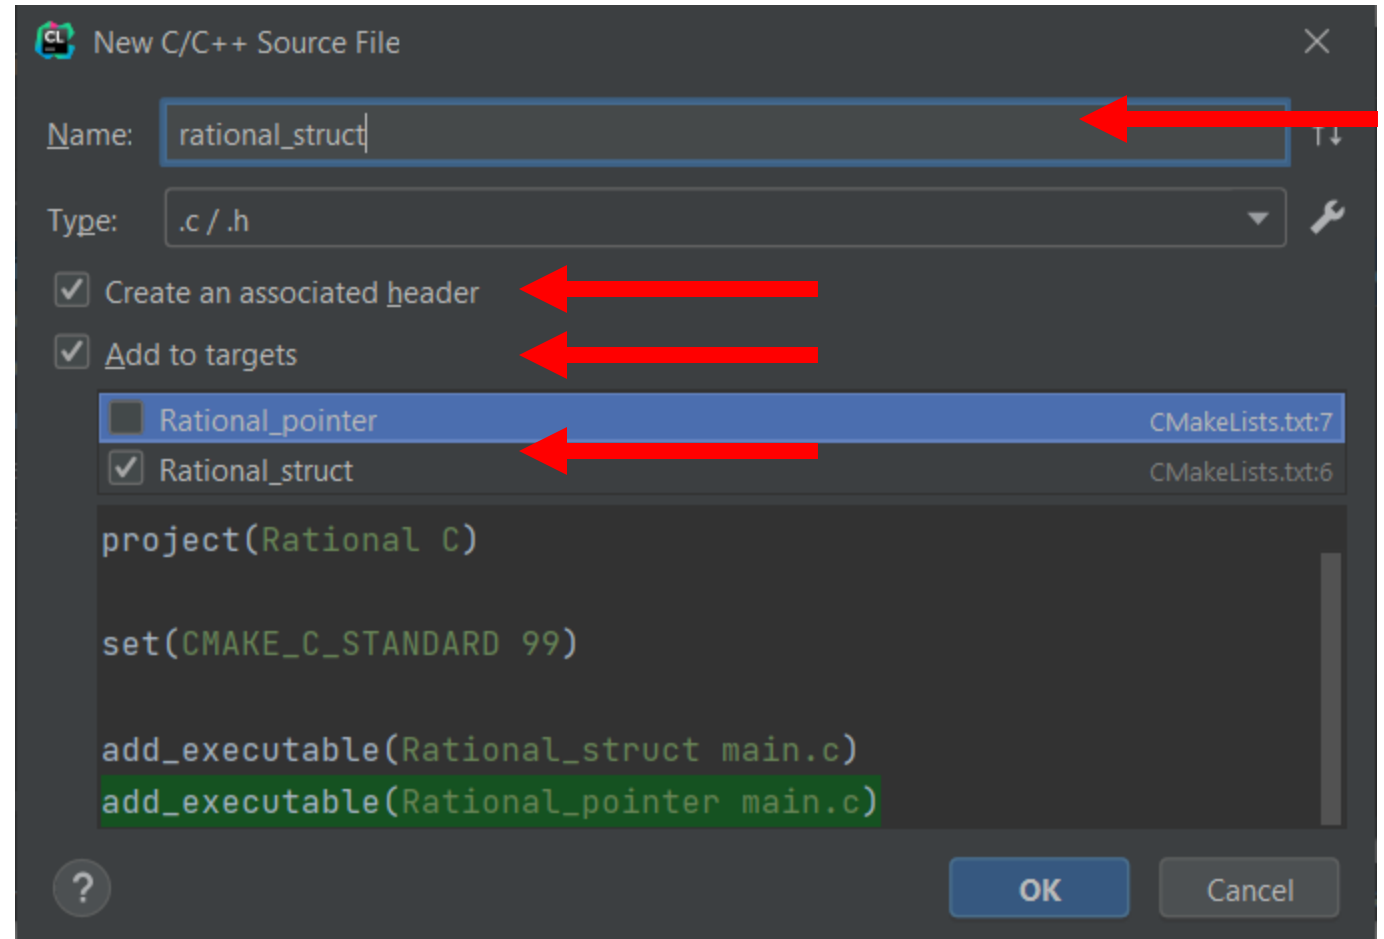 CL
New C/C++ Source File
Name: rational_struct
Type: .c / .h
Create an associated header
Add to targets
Rational_pointer CMakeLists.txt:7
Rational_struct CMakeLists.txt:6
project(Rational C)
set(CMAKE_C_STANDARD 99)
add_executable(Rational_struct main.c)
add_executable(Rational_pointer main.c)
? OK Cancel